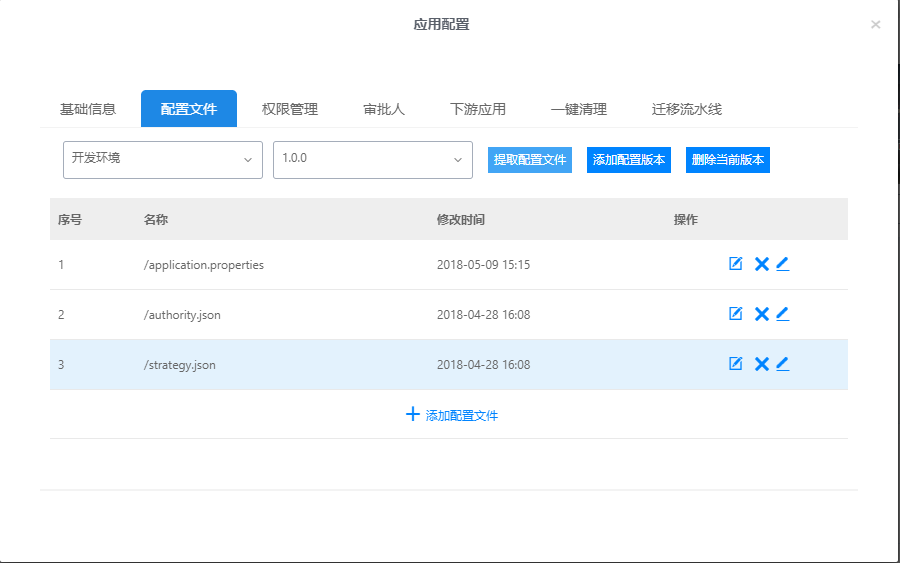 应用配置
×
基础信息 配置文件 权限管理 审批人 下游应用 一键清理 迁移流水线
开发环境 1.0.0 提取配置文件 添加配置版本 删除当前版本
序号 名称 修改时间 操作
1 /application.properties 2018-05-09 15:15
2 /authority.json 2018-04-28 16:08
3 /strategy.json 2018-04-28 16:08
添加配置文件